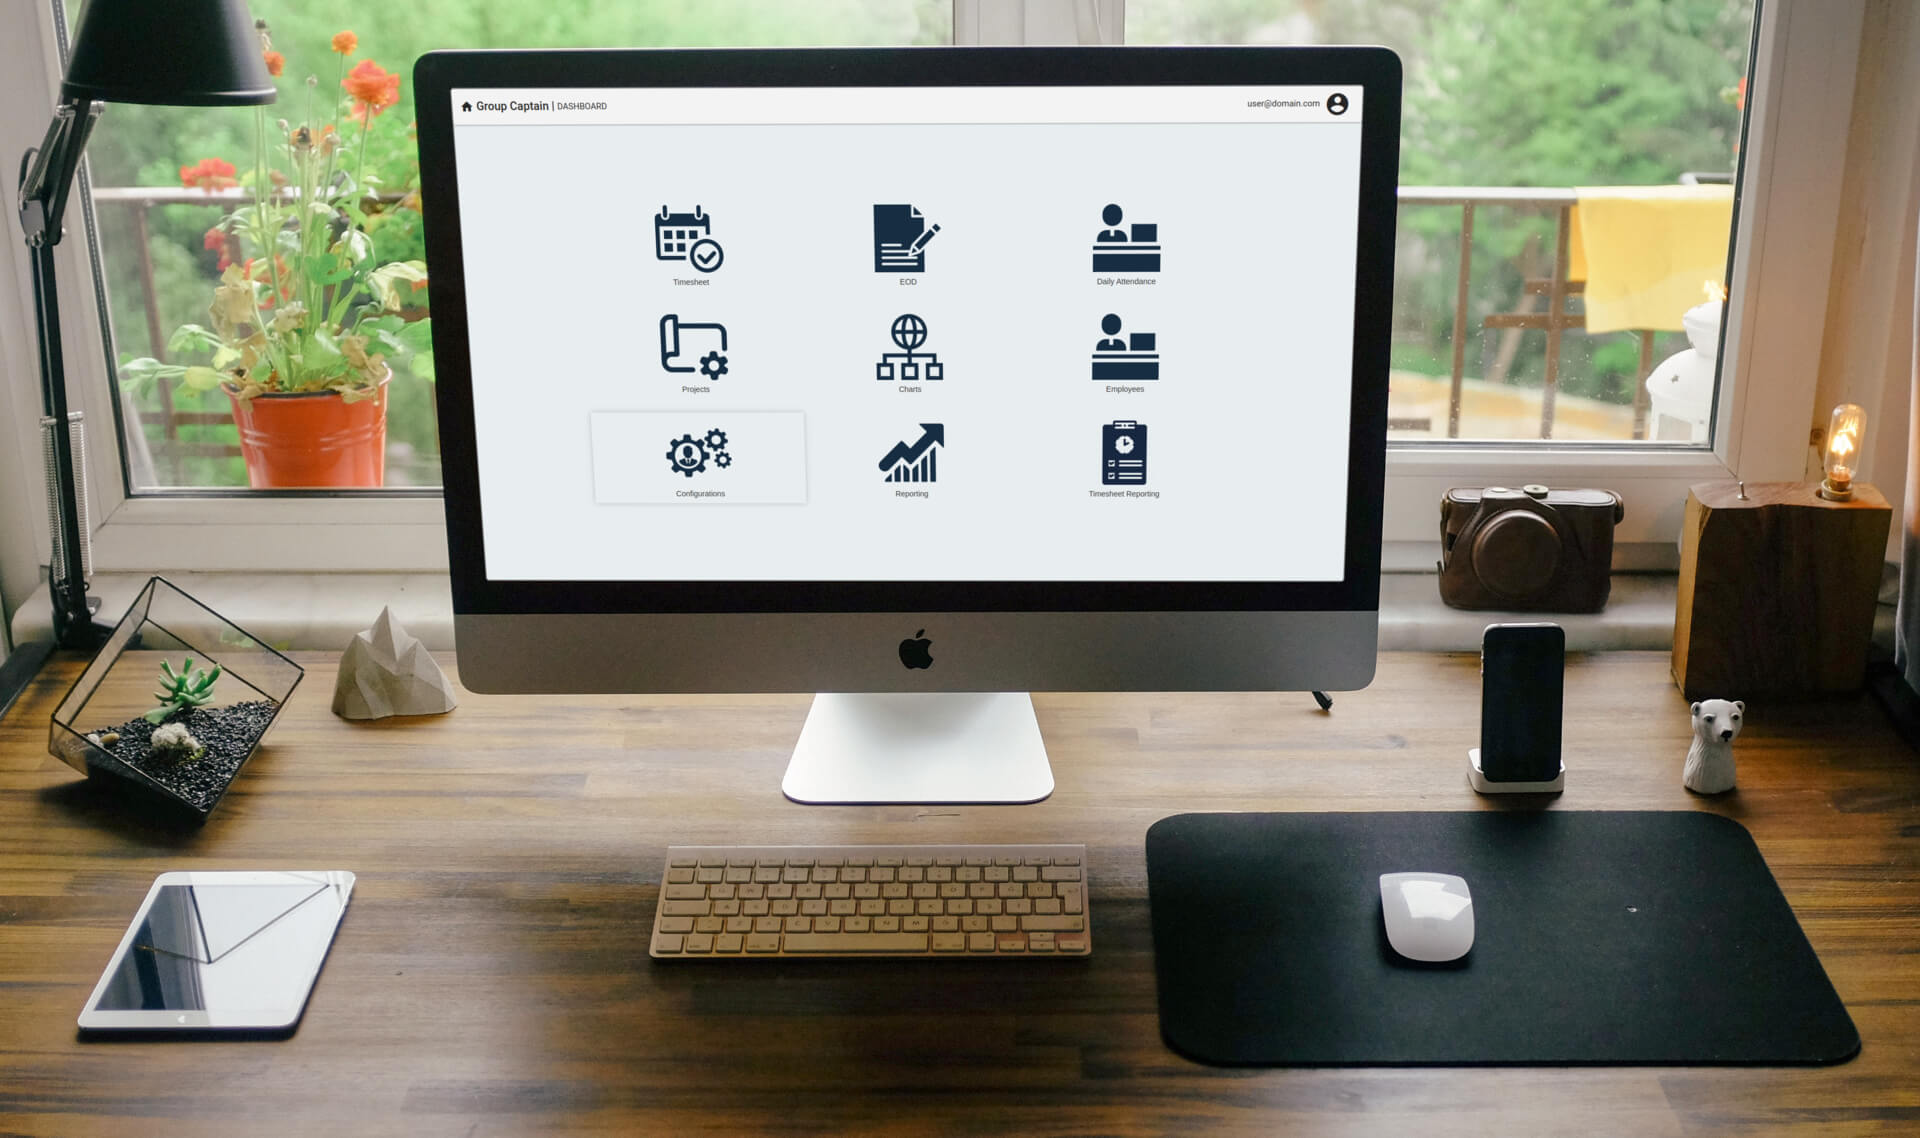 Group Captain | DASHBOARD
user@domain.com
Timesheet
EOD
Daily Attendance
Projects
Charts
Employees
Configurations
Reporting
Timesheet Reporting